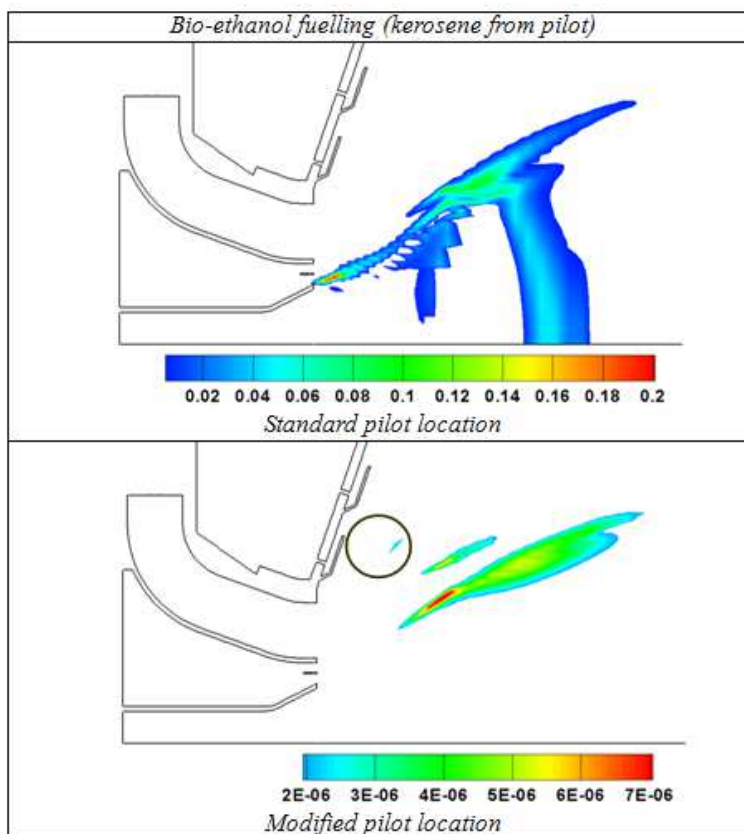 Bio-ethanol fuelling (kerosene from pilot)
0.02 0.04 0.06 0.08 0.1 0.12 0.14 0.16 0.18 0.2
Standard pilot location
2E-06 3E-06 4E-06 5E-06 6E-06 7E-06
Modified pilot location